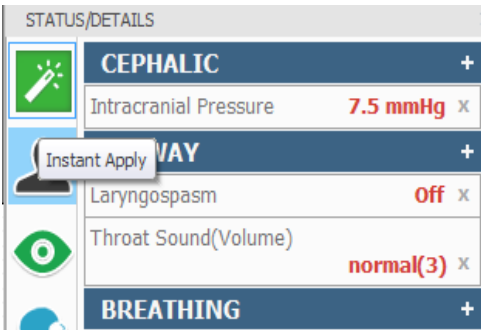 STATUS/DETAILS
CEPHALIC +
Intracranial Pressure 7.5 mmHg x
Instant Apply WAY +
Laryngospasm Off x
Throat Sound(Volume)
normal(3) x
BREATHING +